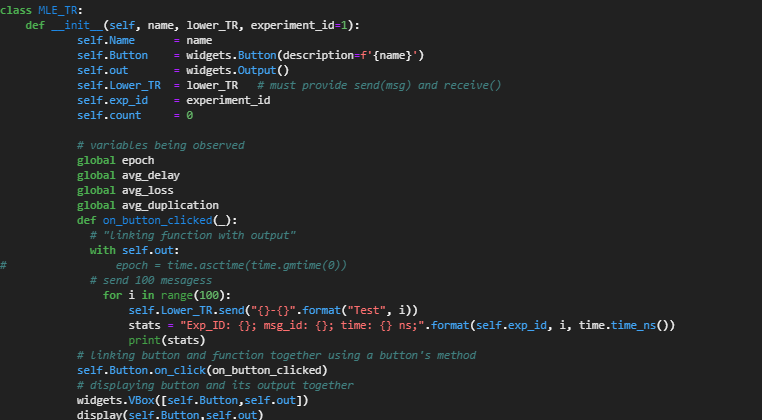 class MLE_TR:
    def __init__(self, name, lower_TR, experiment_id=1):
            self.Name      = name
            self.Button    = widgets.Button(description=f'{name}')
            self.out       = widgets.Output()
            self.Lower_TR  = lower_TR   # must provide send(msg) and receive()
            self.exp_id    = experiment_id
            self.count     = 0
            # variables being observed
            global epoch
            global avg_delay
            global avg_loss
            global avg_duplication
            def on_button_clicked(_):
              # "linking function with output"
              with self.out:
#                 epoch = time.asctime(time.gmtime(0))
              # send 100 mesagess
                for i in range(100):
                    self.Lower_TR.send("{}-{}".format("Test", i))
                    stats = "Exp_ID: {}; msg_id: {}; time: {} ns;".format(self.exp_id, i, time.time_ns())
                    print(stats)
            # linking button and function together using a button's method
            self.Button.on_click(on_button_clicked)
            # displaying button and its output together
            widgets.VBox([self.Button,self.out])
            display(self.Button,self.out)